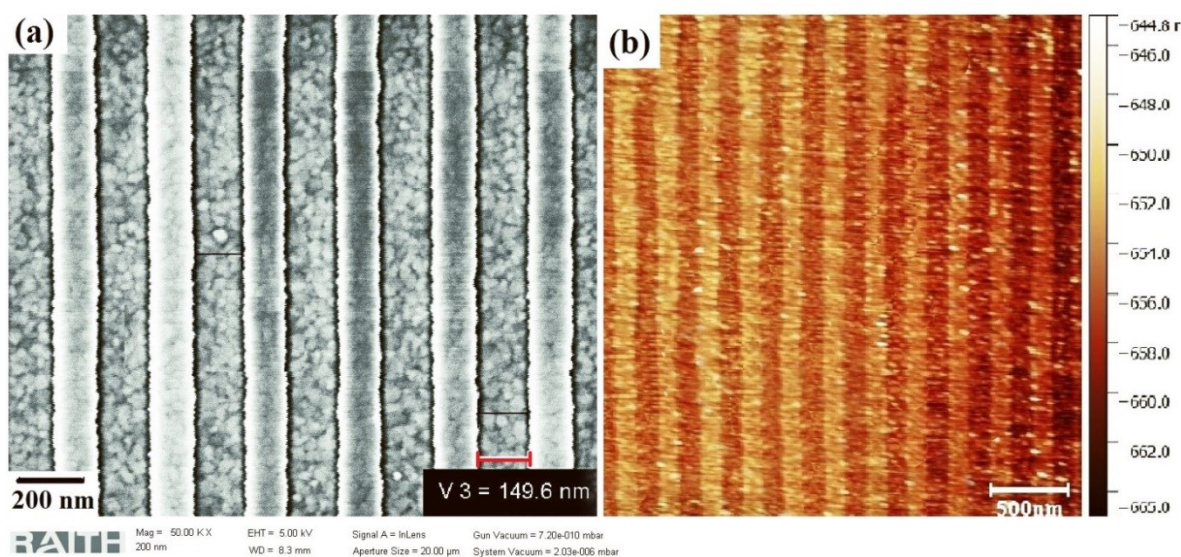 (a)
200 nm
V 3 = 149.6 nm
RAITH
Mag = 50.00 K X
200 nm
EHT = 5.00 kV
WD = 8.3 mm
Signal A = InLens
Aperture Size = 20.00 µm
Gun Vacuum = 7.20e-010 mbar
System Vacuum = 2.03e-006 mbar
(b)
500nm
−644.8 r
−646.0
−648.0
−650.0
−652.0
−654.0
−656.0
−658.0
−660.0
−662.0
−665.0